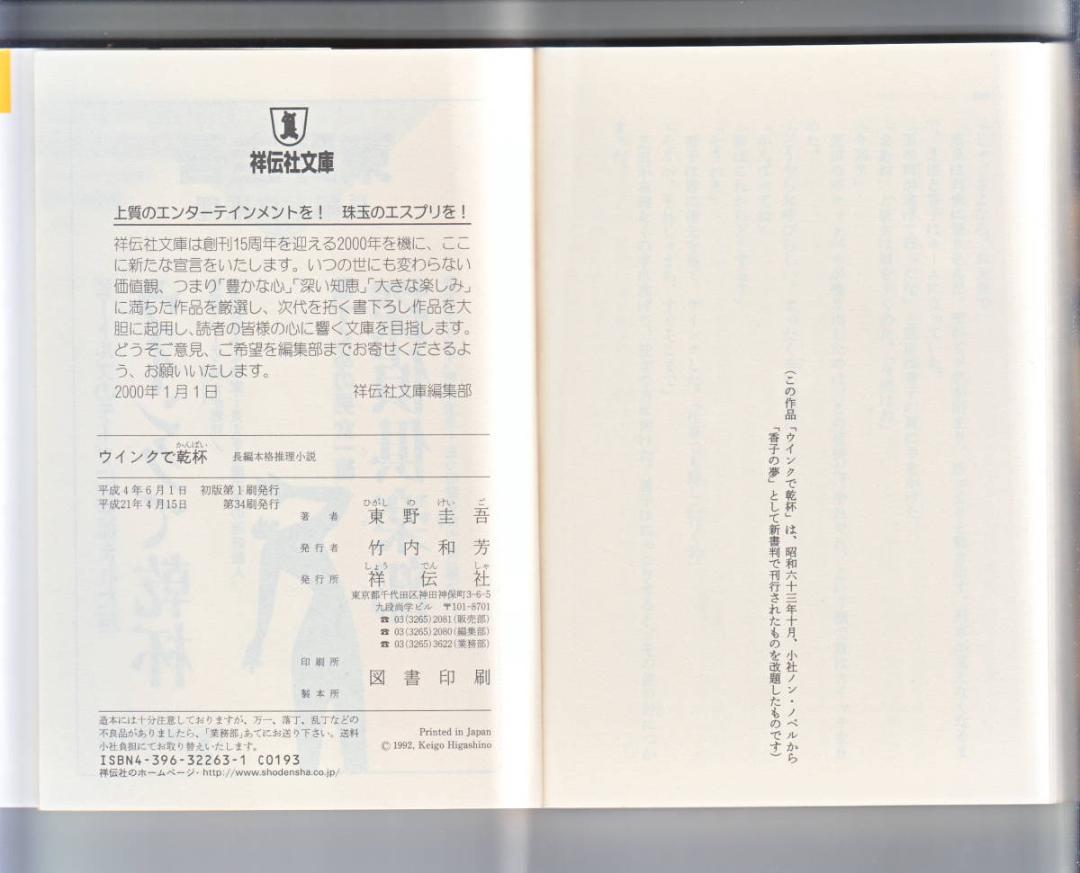 (この作品「ウインクで乾杯」は、昭和六十三年十月、小社ノン・ノベルから
「香子の夢」として新書判で刊行されたものを改題したものです)
祥伝社文庫
上質のエンターテインメントを! 珠玉のエスプリを!
祥伝社文庫は創刊15周年を迎える2000年を機に、ここ
に新たな宣言をいたします。いつの世にも変わらない
価値観、つまり「豊かな心」「深い知恵」「大きな楽しみ」
に満ちた作品を厳選し、次代を拓く書下ろし作品を大
胆に起用し、読者の皆様の心に響く文庫を目指します。
どうぞご意見、ご希望を編集部までお寄せくださるよ
う、お願いいたします。
2000年1月1日 祥伝社文庫編集部
かんぱい
ウインクで乾杯 長編本格推理小説
平成4年6月1日 初版第1刷発行
平成21年4月15日 第34刷発行
ひがし の けい ご
著者 東野圭吾
発行者 竹内和芳
しょう でん しゃ
発行所 祥伝社
東京都千代田区神田神保町3-6-5
九段尚学ビル 〒101-8701
☎ 03(3265)2081(販売部)
☎ 03(3265)2080(編集部)
☎ 03(3265)3622(業務部)
印刷所
図書印刷
製本所
造本には十分注意しておりますが、万一、落丁、乱丁などの
不良品がありましたら、「業務部」あてにお送り下さい。送料
小社負担にてお取り替えいたします。
Printed in Japan
© 1992, Keigo Higashino
ISBN4-396-32263-1 C0193
祥伝社のホームページ・http://www.shodensha.co.jp/